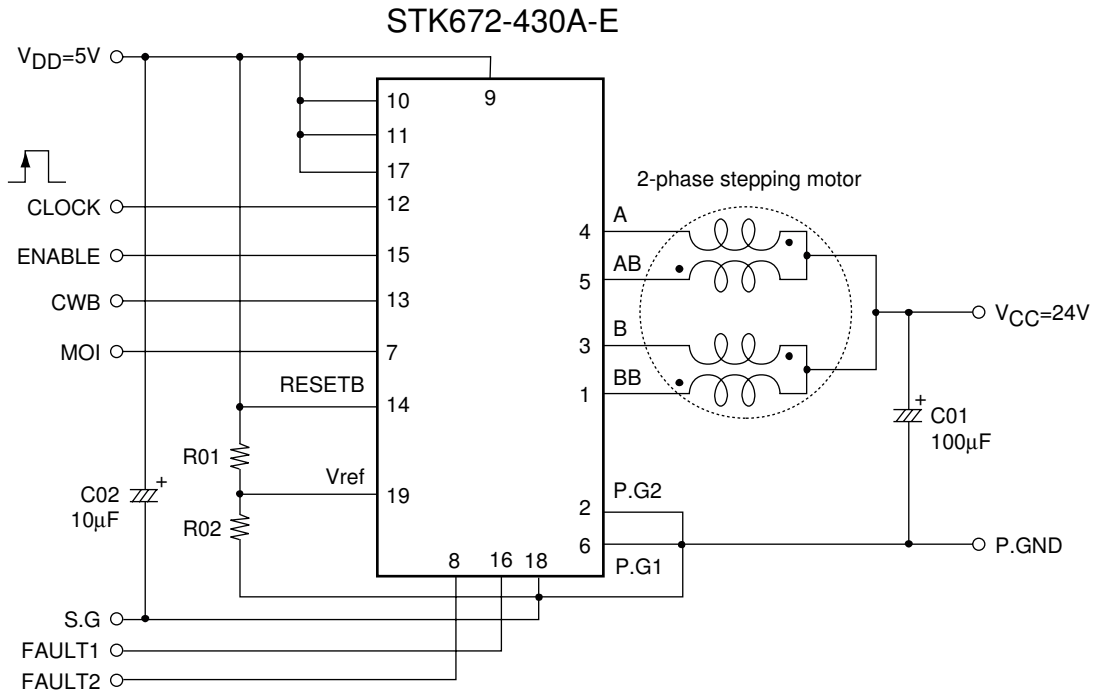 STK672-430A-E
VDD=5V
9
10
11
17
2-phase stepping motor
CLOCK
12
A
4
ENABLE
15
AB
5
CWB
13
VCC=24V
B
3
MOI
7
BB
1
RESETB
14
C01
100μF
R01
Vref
19
P.G2
2
C02
10μF
R02
6
P.GND
P.G1
8
16
18
S.G
FAULT1
FAULT2
+
+